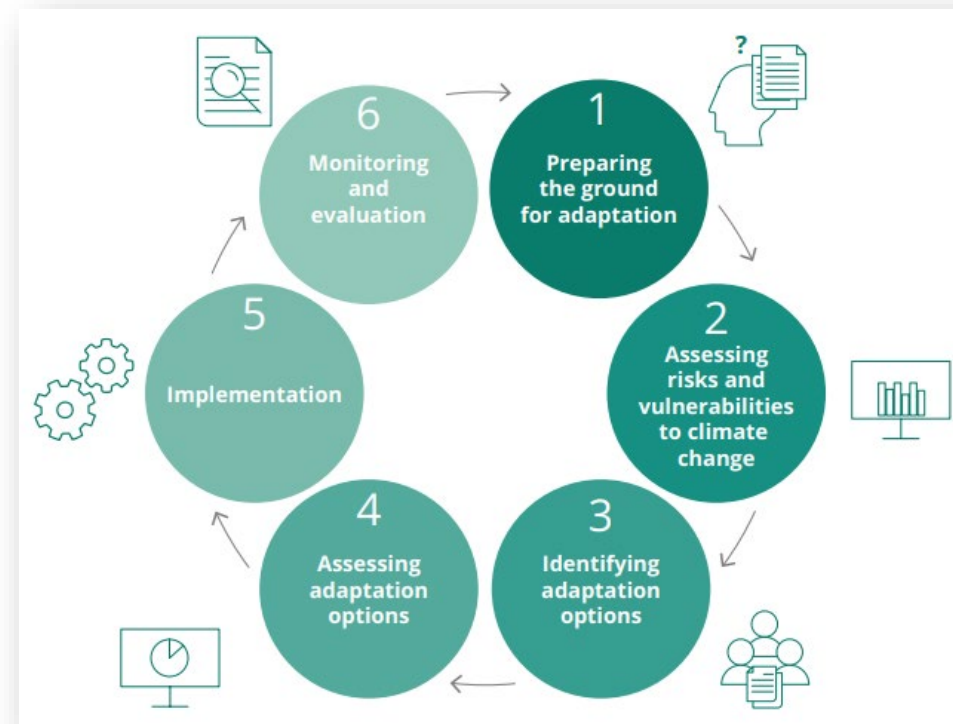 1
Preparing
the ground
for adaptation
2
Assessing
risks and
vulnerabilities
to climate
change
3
Identifying
adaptation
options
4
Assessing
adaptation
options
5
Implementation
6
Monitoring
and
evaluation
?